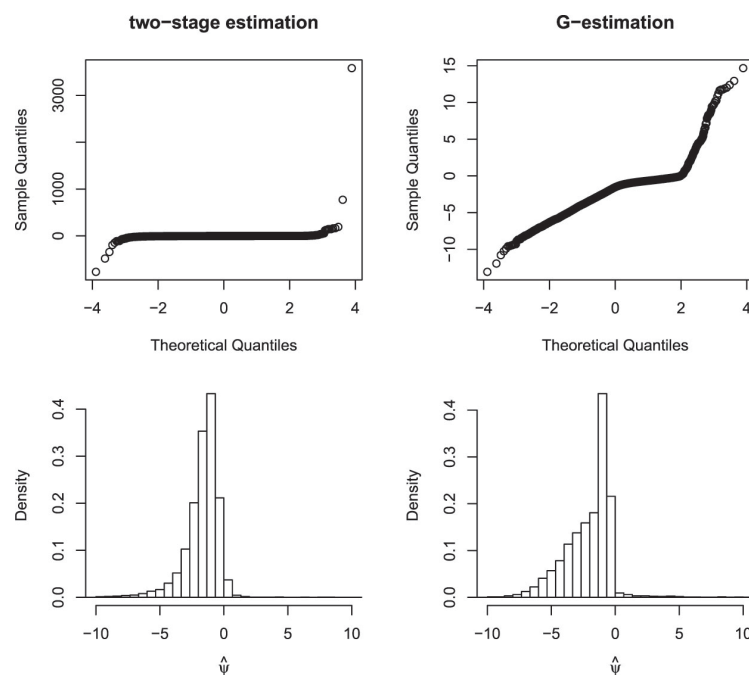 two−stage estimation
G−estimation
Sample Quantiles
3000
1000
0
−4 −2 0 2 4
Theoretical Quantiles
Sample Quantiles
15
10
5
0
−5
−10
−4 −2 0 2 4
Theoretical Quantiles
Density
0.4
0.3
0.2
0.1
0.0
−10 −5 0 5 10
ψ̂
Density
0.4
0.3
0.2
0.1
0.0
−10 −5 0 5 10
ψ̂